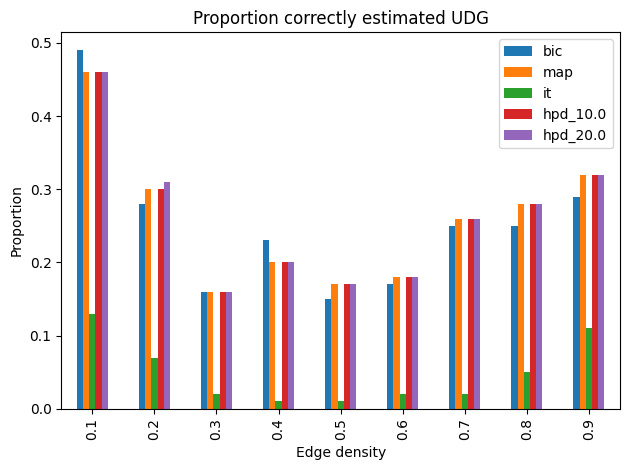 Proportion correctly estimated UDG
bic
map
it
hpd_10.0
hpd_20.0
Proportion
0.5
0.4
0.3
0.2
0.1
0.0
0.1 0.2 0.3 0.4 0.5 0.6 0.7 0.8 0.9
Edge density